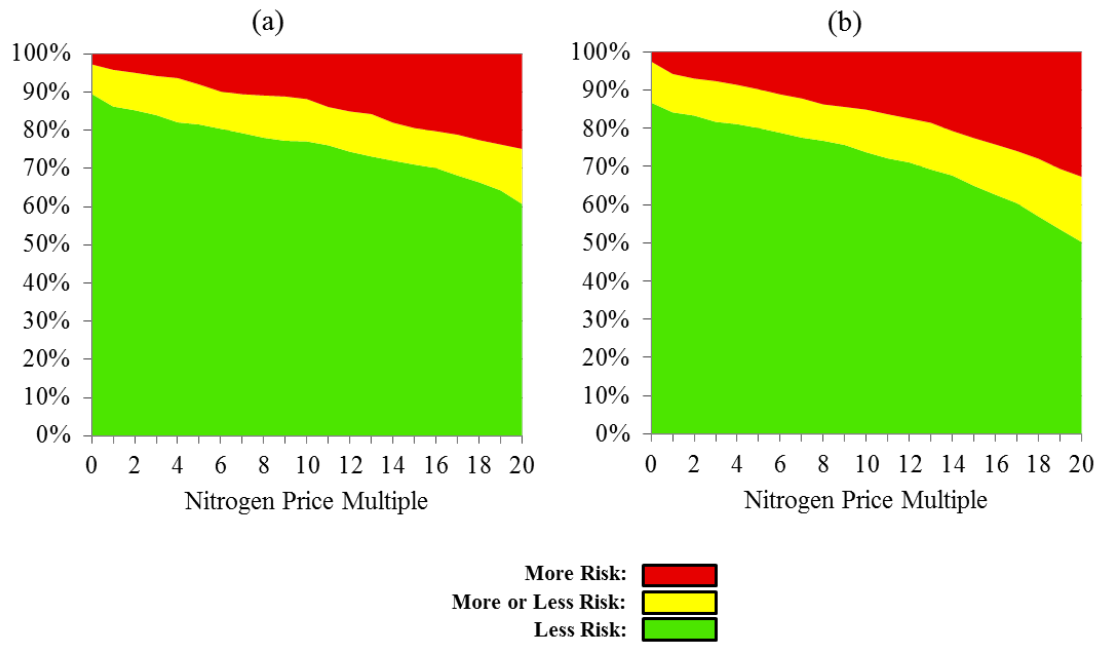 (a)
100%
90%
80%
70%
60%
50%
40%
30%
20%
10%
0%
0 2 4 6 8 10 12 14 16 18 20
Nitrogen Price Multiple
(b)
100%
90%
80%
70%
60%
50%
40%
30%
20%
10%
0%
0 2 4 6 8 10 12 14 16 18 20
Nitrogen Price Multiple
More Risk:
More or Less Risk:
Less Risk: